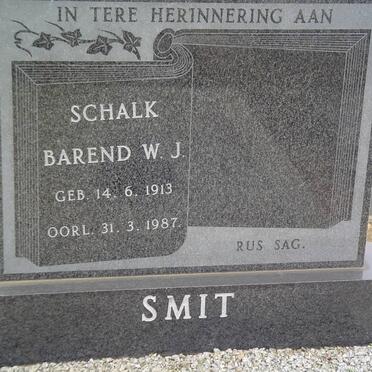 IN TERE HERINNERING AAN
SCHALK
BAREND W. J.
GEB. 14. 6. 1913
OORL. 31. 3. 1987.
RUS SAG.
SMIT